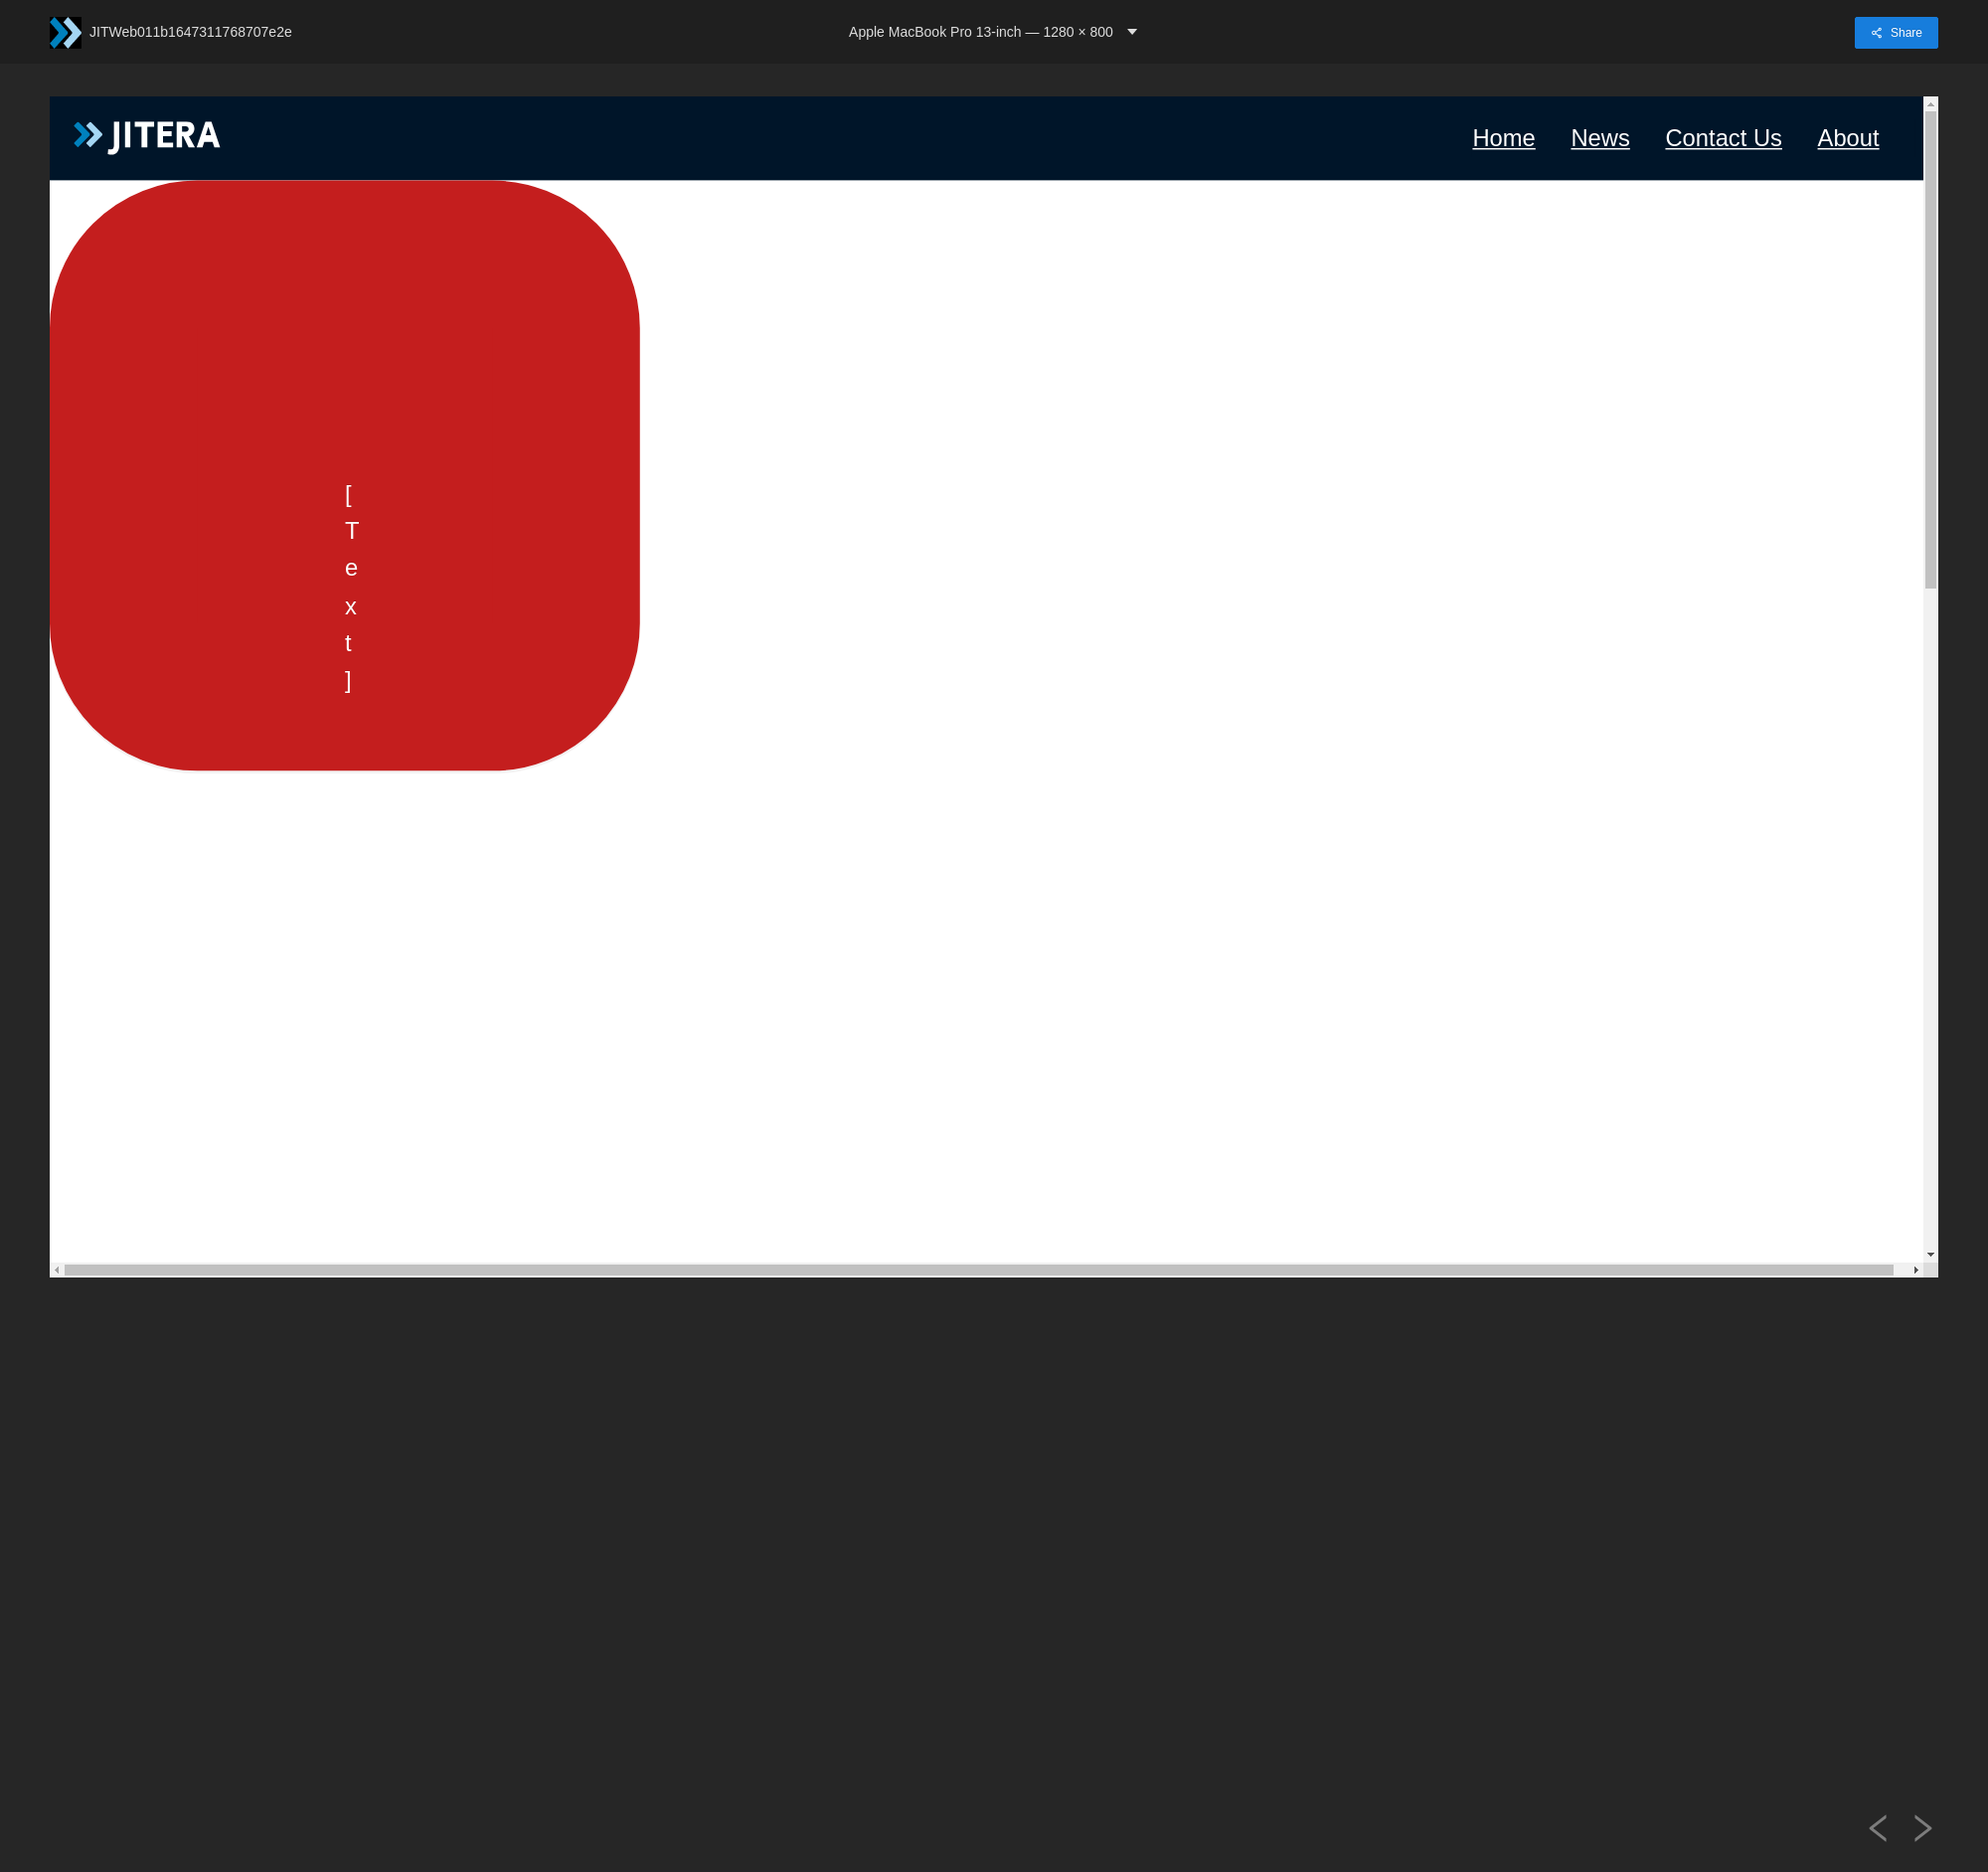 JITWeb011b1647311768707e2e
Apple MacBook Pro 13-inch — 1280 × 800
Share
JITERA
Home News Contact Us About
[
T
e
x
t
]